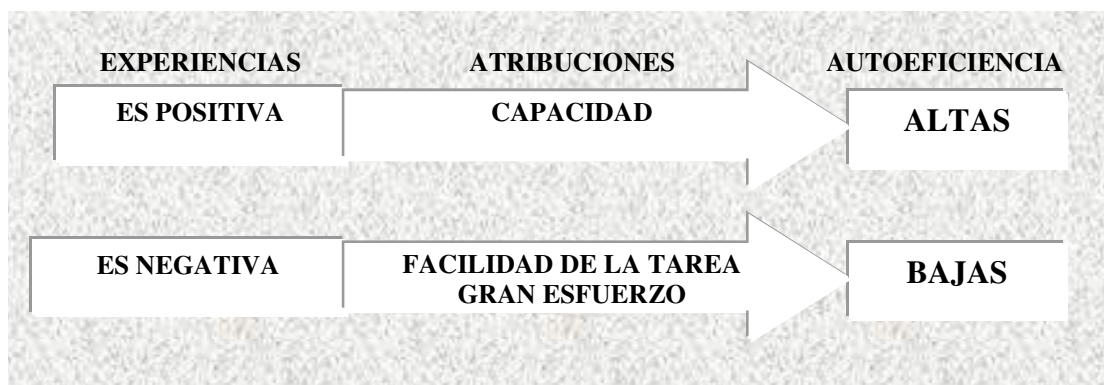 EXPERIENCIAS ATRIBUCIONES AUTOEFICIENCIA
ES POSITIVA CAPACIDAD ALTAS
ES NEGATIVA FACILIDAD DE LA TAREA BAJAS
GRAN ESFUERZO